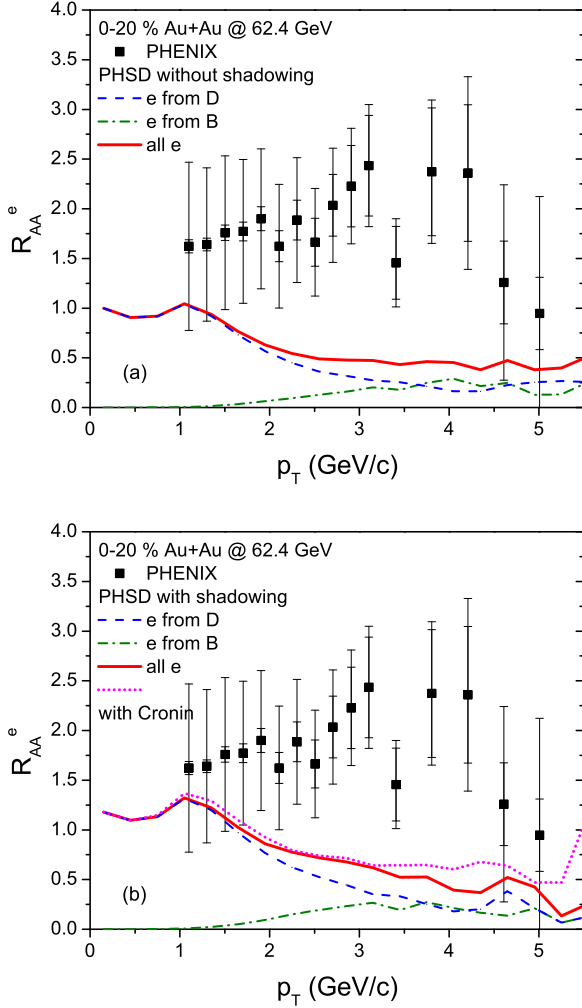 4.0
3.5
3.0
2.5
2.0
1.5
1.0
0.5
0.0
R_AA^e
0-20 % Au+Au @ 62.4 GeV
PHENIX
PHSD without shadowing
e from D
e from B
all e
(a)
0 1 2 3 4 5
p_T (GeV/c)
4.0
3.5
3.0
2.5
2.0
1.5
1.0
0.5
0.0
R_AA^e
0-20 % Au+Au @ 62.4 GeV
PHENIX
PHSD with shadowing
e from D
e from B
all e
with Cronin
(b)
0 1 2 3 4 5
p_T (GeV/c)